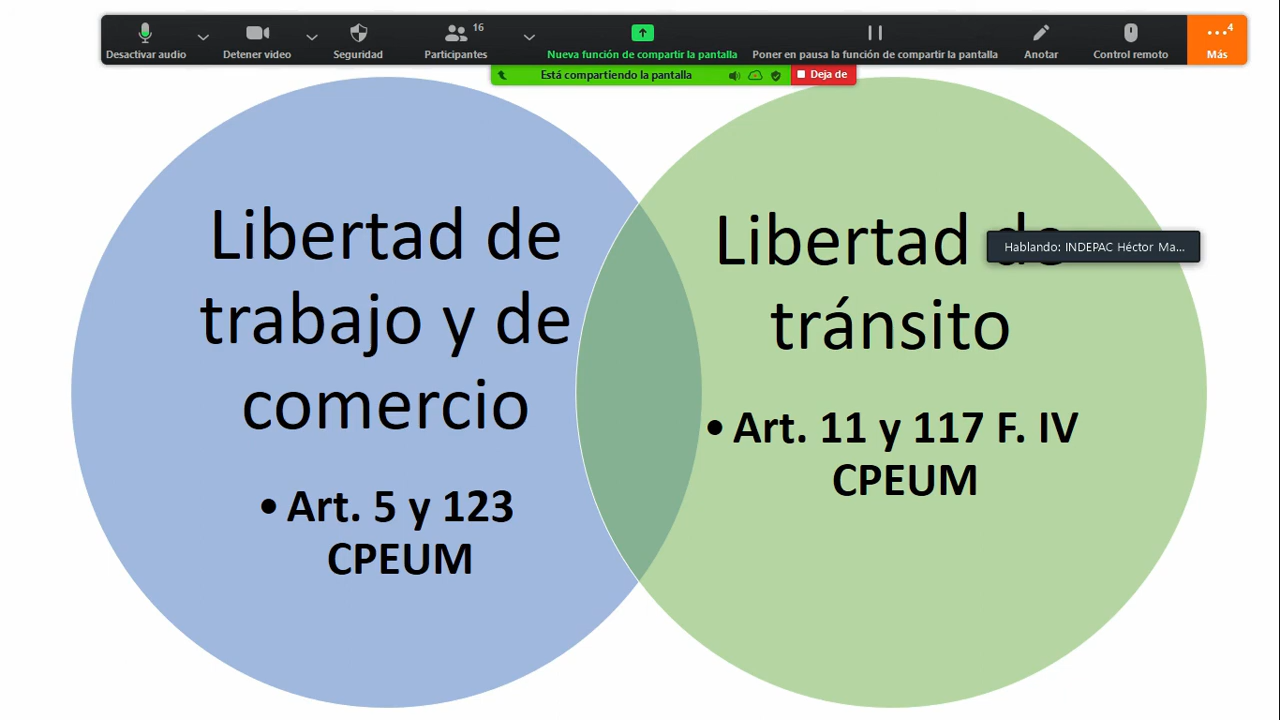 16
4
Desactivar audio
Detener video
Seguridad
Participantes
Nueva función de compartir la pantalla
Poner en pausa la función de compartir la pantalla
Anotar
Control remoto
Más
Está compartiendo la pantalla
Deja de
Libertad de
trabajo y de
comercio
• Art. 5 y 123
CPEUM
Libertad
Hablando: INDEPAC Héctor Ma...
tránsito
• Art. 11 y 117 F. IV
CPEUM